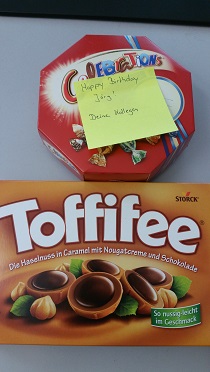 CELEBRATIONS
Happy Birthday
Jörg!
Deine Kollegen
STORCK
Toffifee
Die Haselnuss in Caramel mit Nougatcreme und Schokolade
So nussig-leicht
im Geschmack